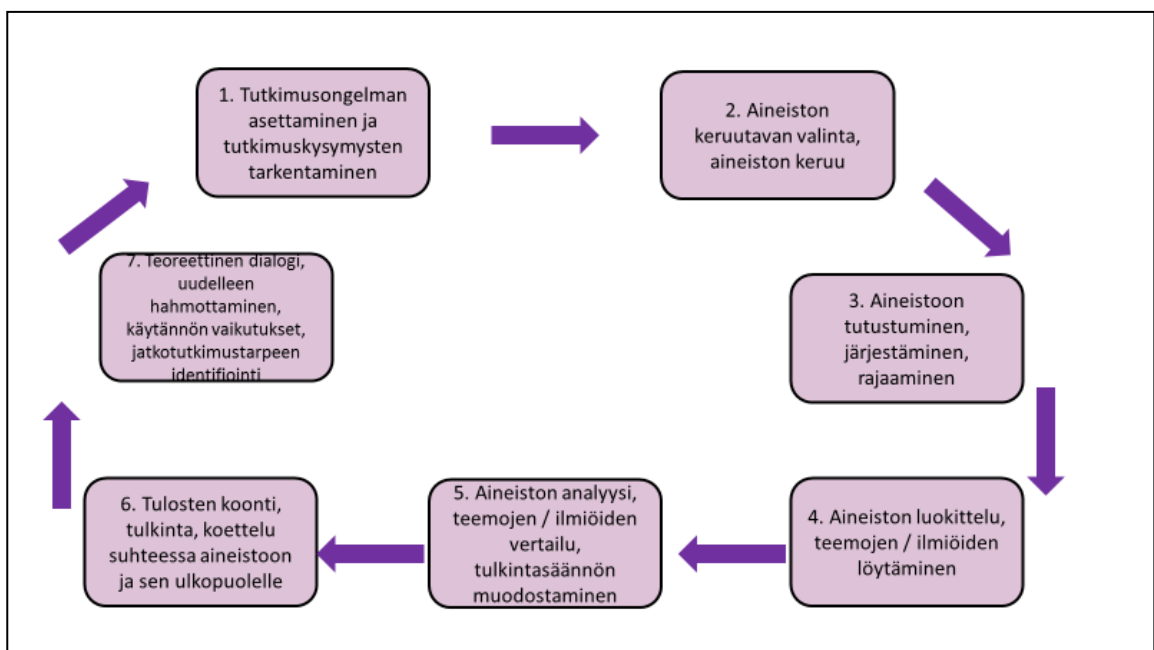 1. Tutkimusongelman
asettaminen ja
tutkimuskysymysten
tarkentaminen
2. Aineiston
keruutavan valinta,
aineiston keruu
3. Aineistoon
tutustuminen,
järjestäminen,
rajaaminen
4. Aineiston luokittelu,
teemojen / ilmiöiden
löytäminen
5. Aineiston analyysi,
teemojen / ilmiöiden
vertailu,
tulkintasäännön
muodostaminen
6. Tulosten koonti,
tulkinta, koettelu
suhteessa aineistoon
ja sen ulkopuolelle
7. Teoreettinen dialogi,
uudelleen
hahmottaminen,
käytännön vaikutukset,
jatkotutkimustarpeen
identifiointi